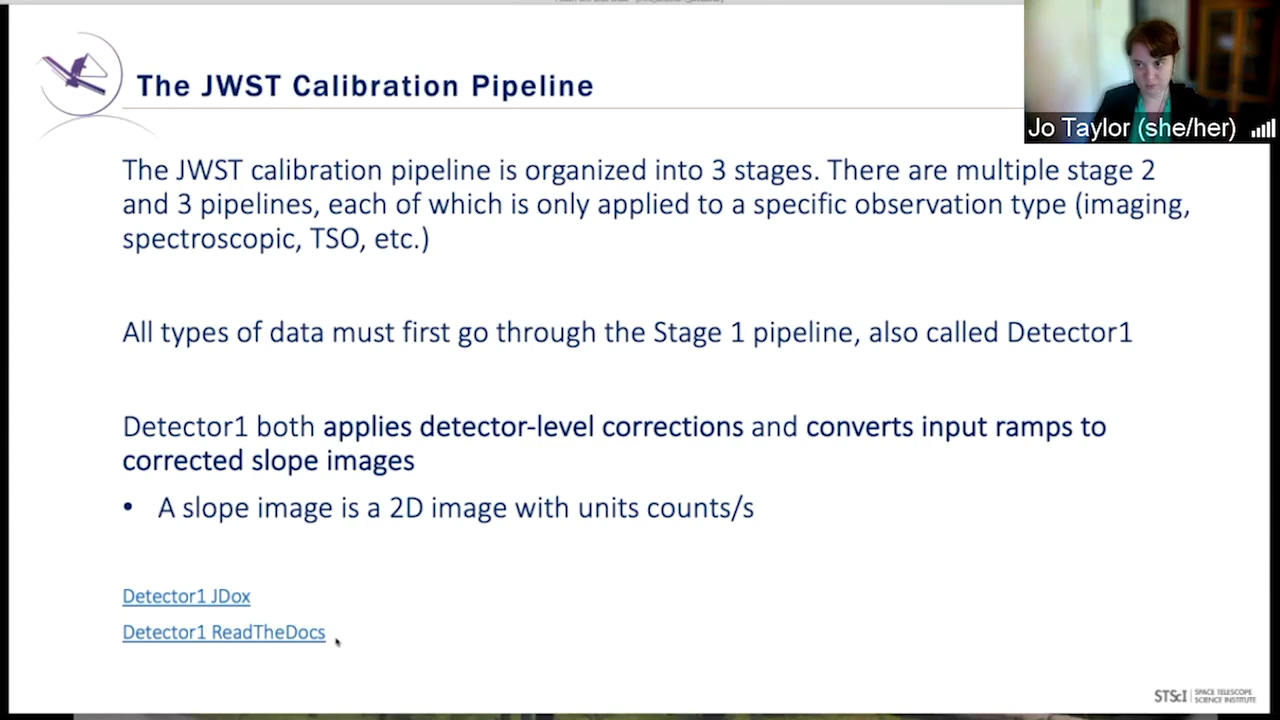 The JWST Calibration Pipeline
Jo Taylor (she/her)
The JWST calibration pipeline is organized into 3 stages. There are multiple stage 2
and 3 pipelines, each of which is only applied to a specific observation type (imaging,
spectroscopic, TSO, etc.)
All types of data must first go through the Stage 1 pipeline, also called Detector1
Detector1 both applies detector-level corrections and converts input ramps to
corrected slope images
• A slope image is a 2D image with units counts/s
Detector1 JDox
Detector1 ReadTheDocs
STScI | SPACE TELESCOPE
SCIENCE INSTITUTE